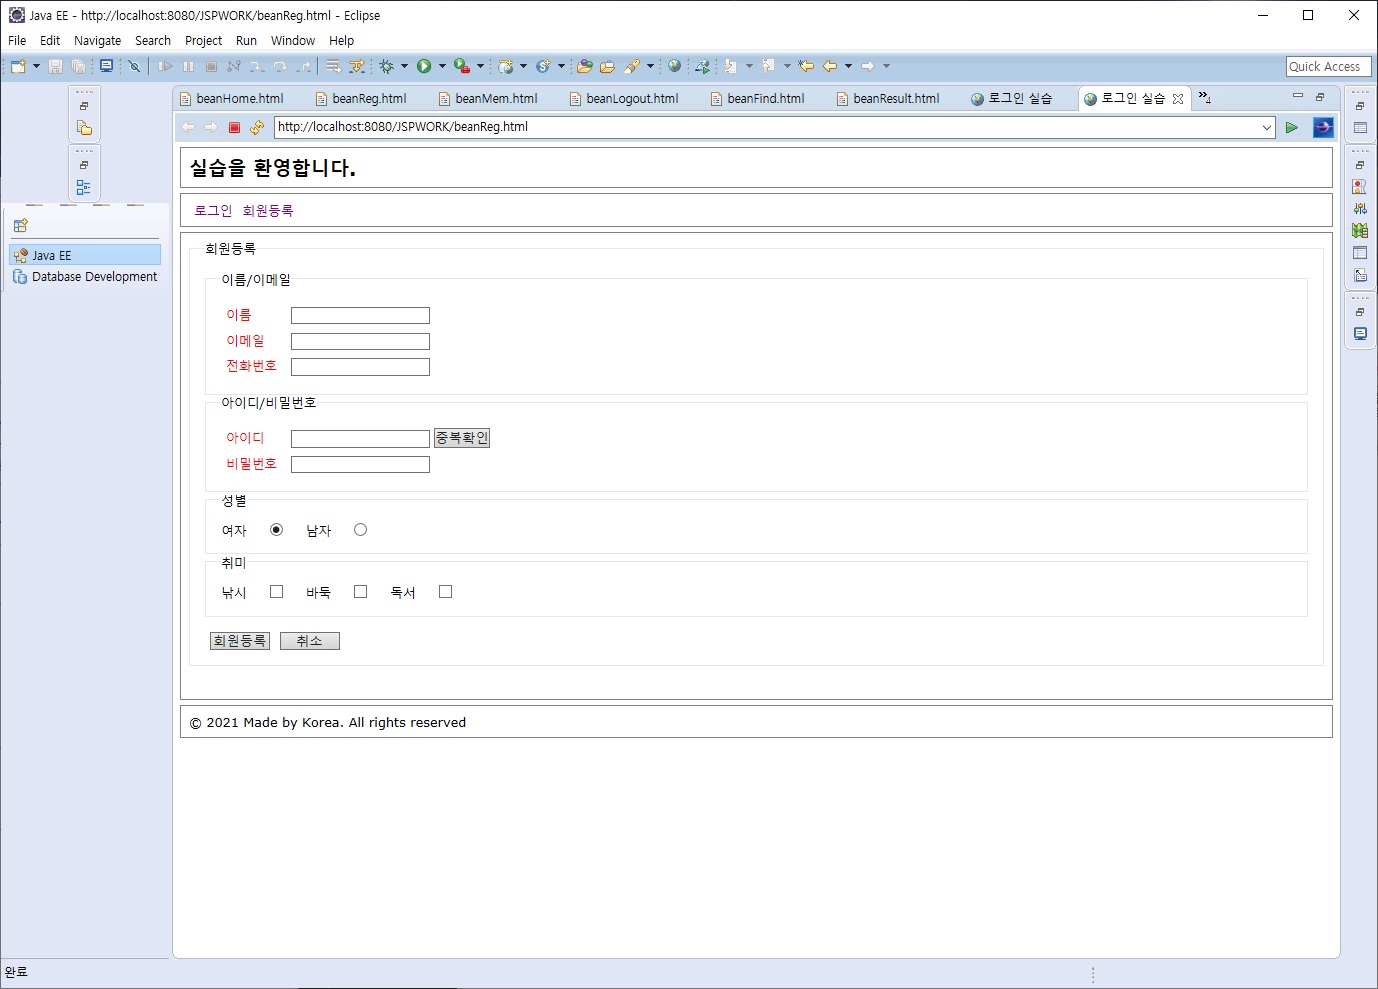 Java EE - http://localhost:8080/JSPWORK/beanReg.html - Eclipse
File Edit Navigate Search Project Run Window Help
Quick Access
beanHome.html beanReg.html beanMem.html beanLogout.html beanFind.html beanResult.html 로그인 실습 로그인 실습 »4
http://localhost:8080/JSPWORK/beanReg.html
Java EE
Database Development
실습을 환영합니다.
로그인 회원등록
회원등록
이름/이메일
이름
이메일
전화번호
아이디/비밀번호
아이디 중복확인
비밀번호
성별
여자 남자
취미
낚시 바둑 독서
회원등록 취소
© 2021 Made by Korea. All rights reserved
완료